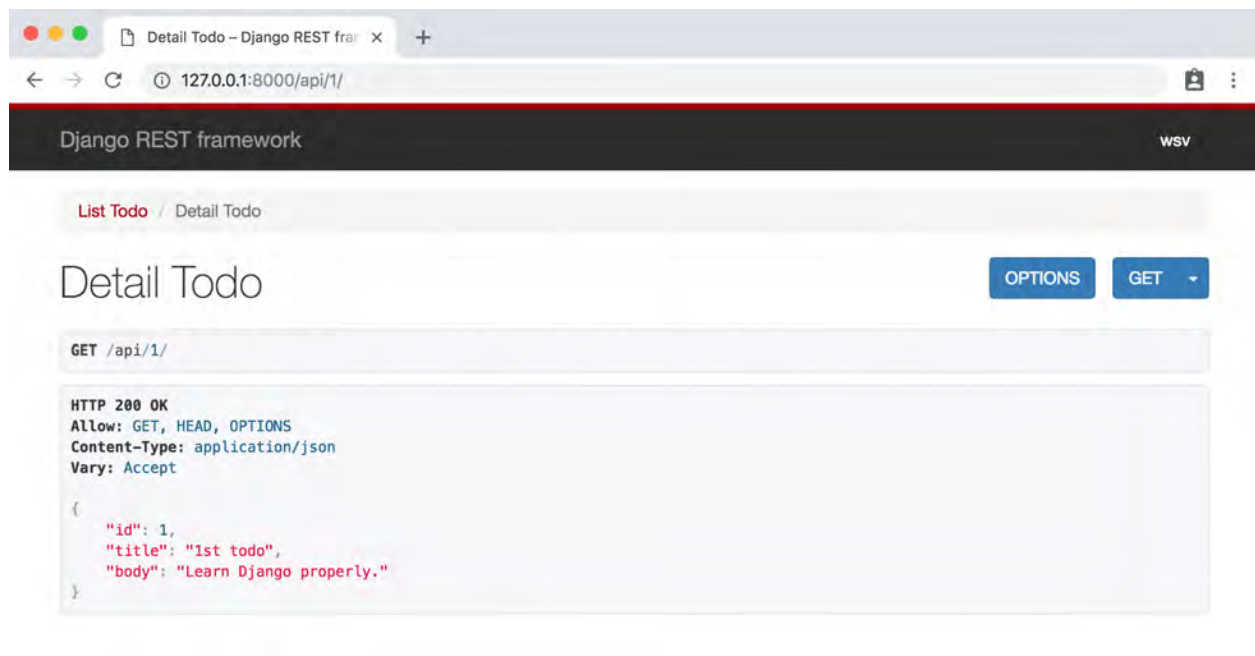 Detail Todo – Django REST fra
127.0.0.1:8000/api/1/
Django REST framework
wsv
List Todo / Detail Todo
Detail Todo
OPTIONS
GET
GET /api/1/
HTTP 200 OK
Allow: GET, HEAD, OPTIONS
Content-Type: application/json
Vary: Accept
{
    "id": 1,
    "title": "1st todo",
    "body": "Learn Django properly."
}